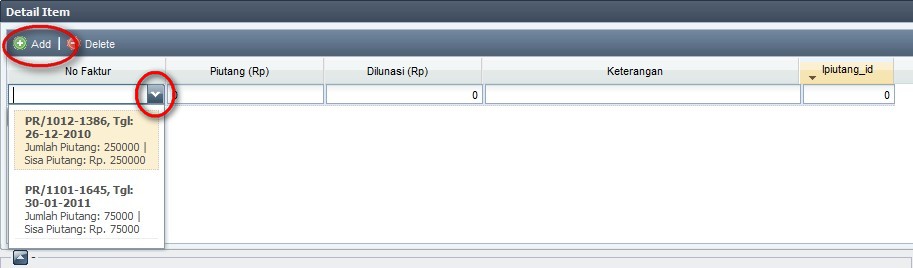 Detail Item
Add | Delete
No Faktur Piutang (Rp) Dilunasi (Rp) Keterangan lpiutang_id
0 0 0
PR/1012-1386, Tgl:
26-12-2010
Jumlah Piutang: 250000 |
Sisa Piutang: Rp. 250000
PR/1101-1645, Tgl:
30-01-2011
Jumlah Piutang: 75000 |
Sisa Piutang: Rp. 75000
-